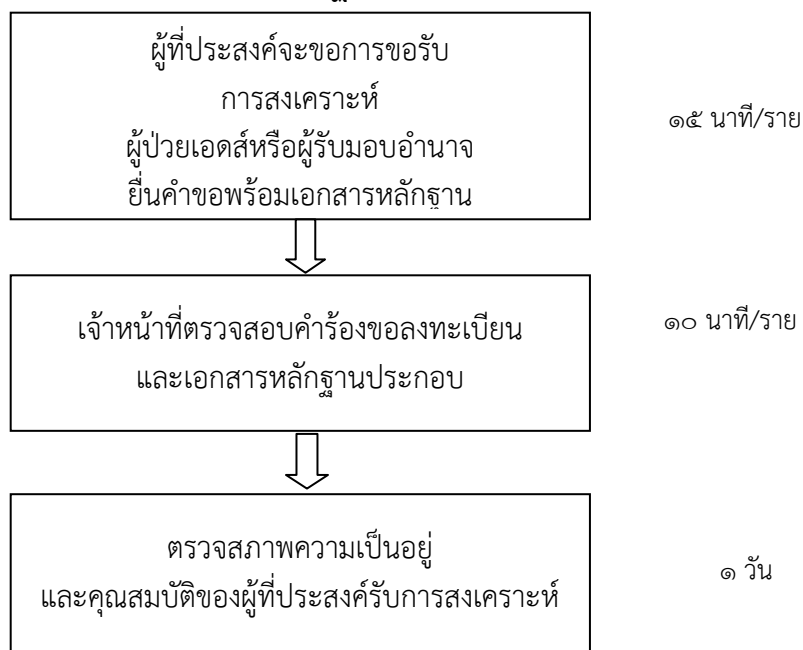 ผู้ที่ประสงค์จะขอการขอรับ
การสงเคราะห์
ผู้ป่วยเอดส์หรือผู้รับมอบอำนาจ
ยื่นคำขอพร้อมเอกสารหลักฐาน
๑๕ นาที/ราย
เจ้าหน้าที่ตรวจสอบคำร้องขอลงทะเบียน
และเอกสารหลักฐานประกอบ
๑๐ นาที/ราย
ตรวจสภาพความเป็นอยู่
และคุณสมบัติของผู้ที่ประสงค์รับการสงเคราะห์
๑ วัน